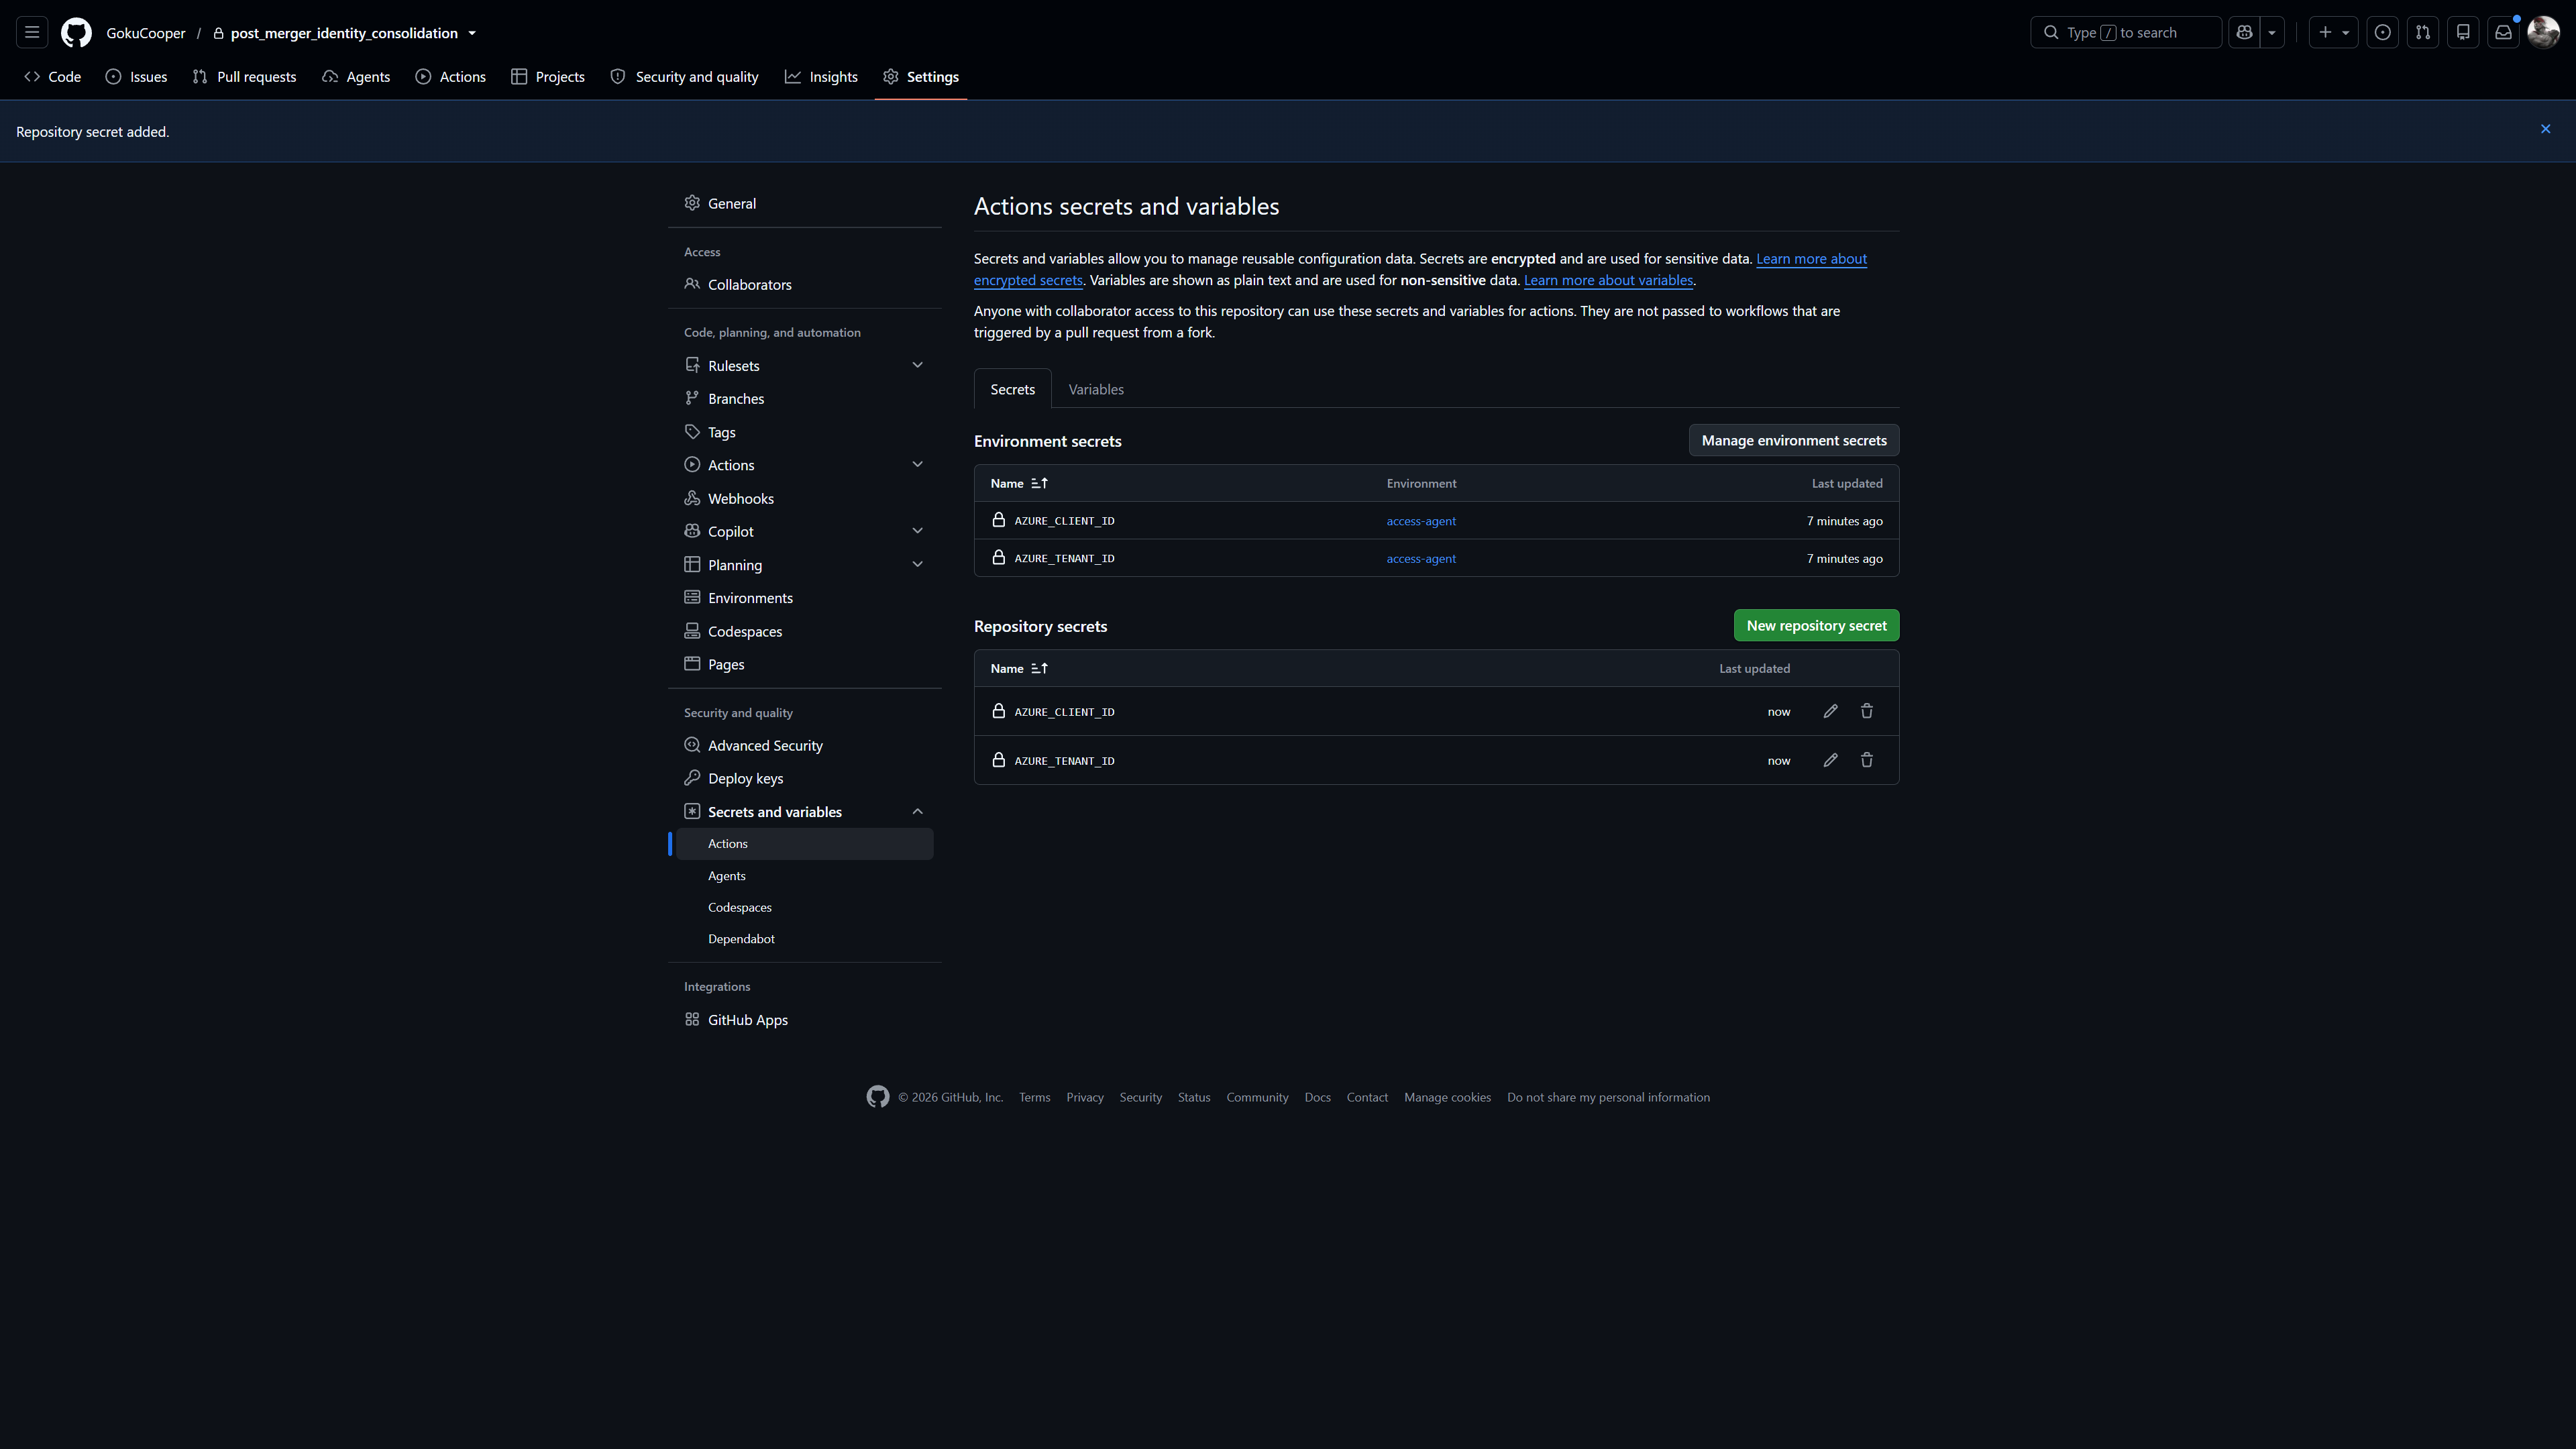 GokuCooper / post_merger_identity_consolidation
Type / to search
Code Issues Pull requests Agents Actions Projects Security and quality Insights Settings
Repository secret added.
General
Access
Collaborators
Code, planning, and automation
Rulesets
Branches
Tags
Actions
Webhooks
Copilot
Planning
Environments
Codespaces
Pages
Security and quality
Advanced Security
Deploy keys
Secrets and variables
Actions
Agents
Codespaces
Dependabot
Integrations
GitHub Apps
Actions secrets and variables
Secrets and variables allow you to manage reusable configuration data. Secrets are encrypted and are used for sensitive data. Learn more about
encrypted secrets. Variables are shown as plain text and are used for non-sensitive data. Learn more about variables.
Anyone with collaborator access to this repository can use these secrets and variables for actions. They are not passed to workflows that are
triggered by a pull request from a fork.
Secrets Variables
Environment secrets Manage environment secrets
Name Environment Last updated
AZURE_CLIENT_ID access-agent 7 minutes ago
AZURE_TENANT_ID access-agent 7 minutes ago
Repository secrets New repository secret
Name Last updated
AZURE_CLIENT_ID now
AZURE_TENANT_ID now
© 2026 GitHub, Inc. Terms Privacy Security Status Community Docs Contact Manage cookies Do not share my personal information